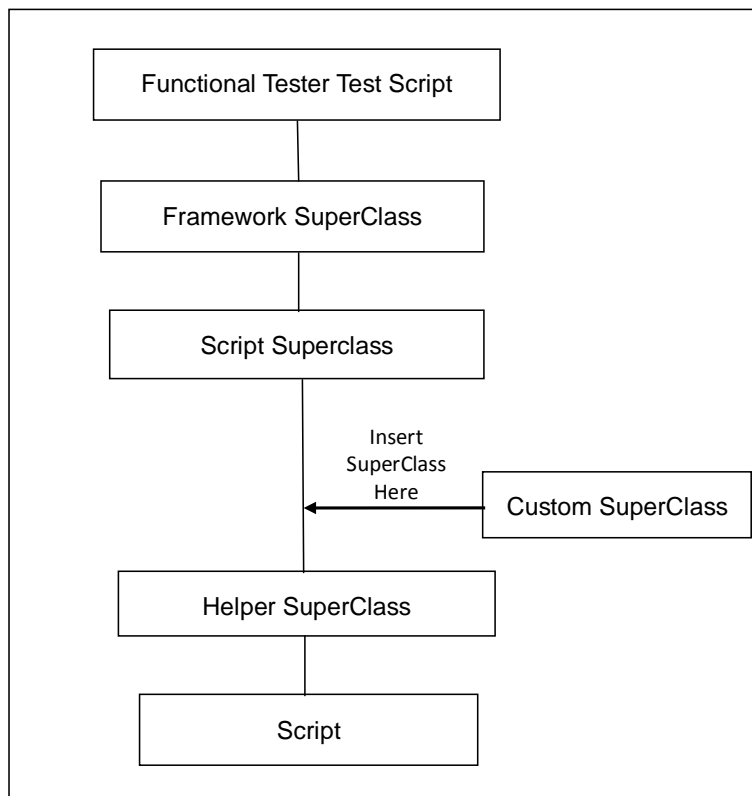 Functional Tester Test Script
Framework SuperClass
Script Superclass
Insert
SuperClass
Here
Custom SuperClass
Helper SuperClass
Script